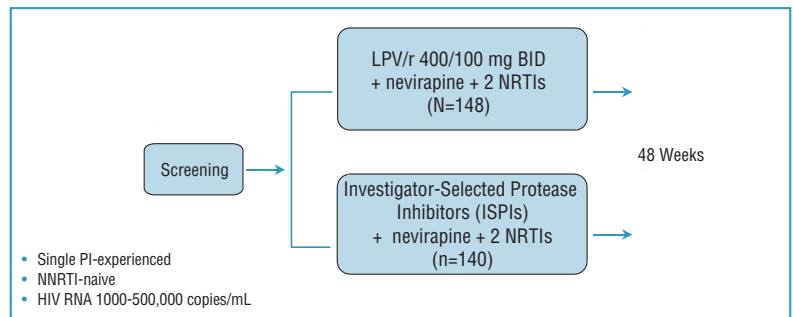 LPV/r 400/100 mg BID
+ nevirapine + 2 NRTIs
(N=148)
Screening
48 Weeks
Investigator-Selected Protease
Inhibitors (ISPIs)
+ nevirapine + 2 NRTIs
(n=140)
• Single PI-experienced
• NNRTI-naive
• HIV RNA 1000-500,000 copies/mL